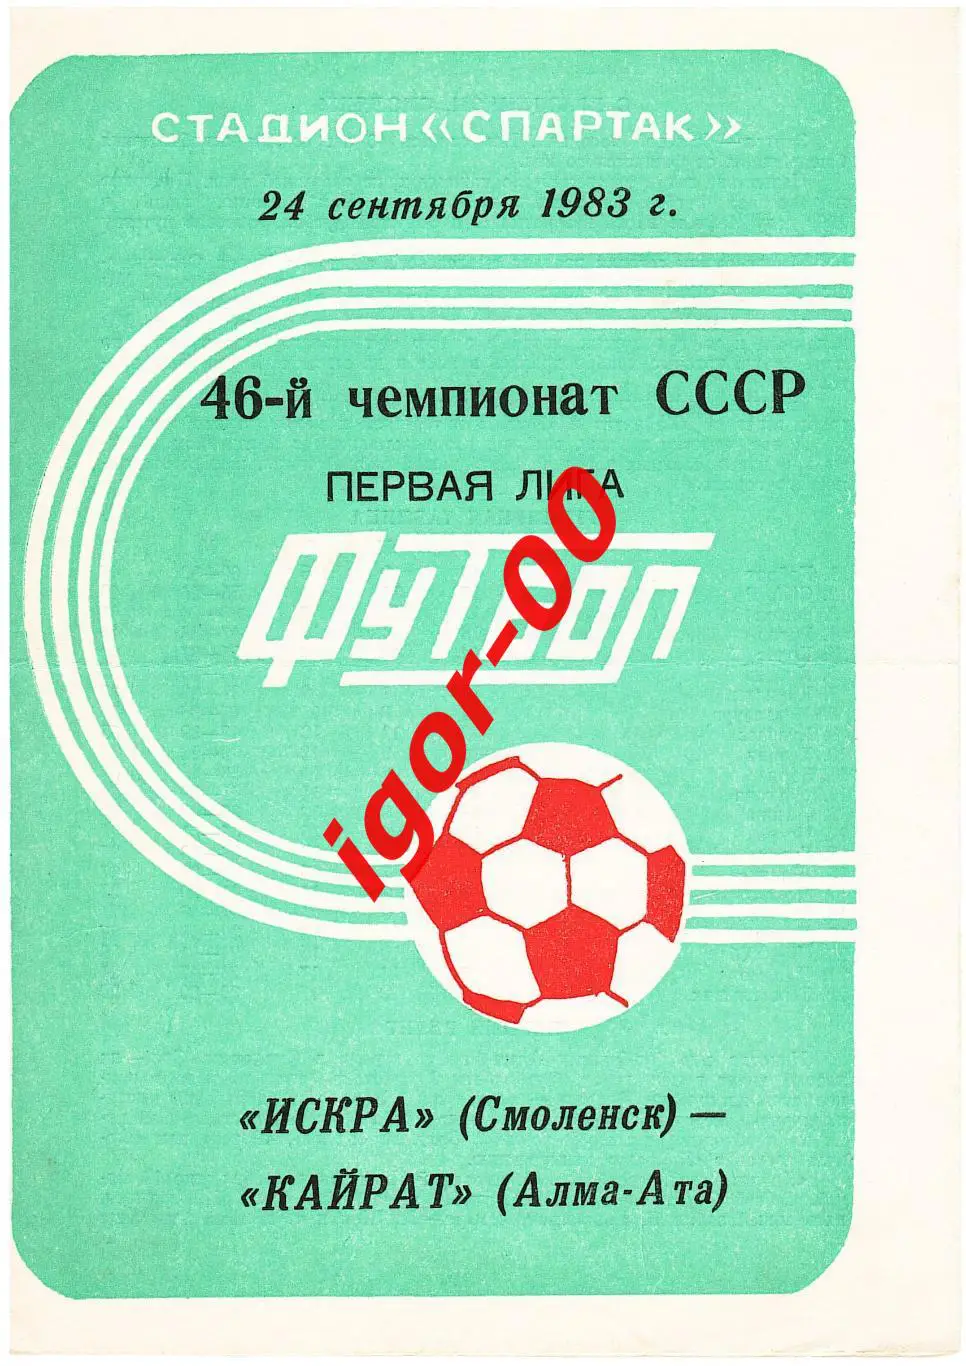 СТАДИОН «СПАРТАК»
24 сентября 1983 г.
46-й чемпионат СССР
ПЕРВАЯ ЛИГА
ФУТБОЛ
igor-00
«ИСКРА» (Смоленск) —
«КАЙРАТ» (Алма-Ата)